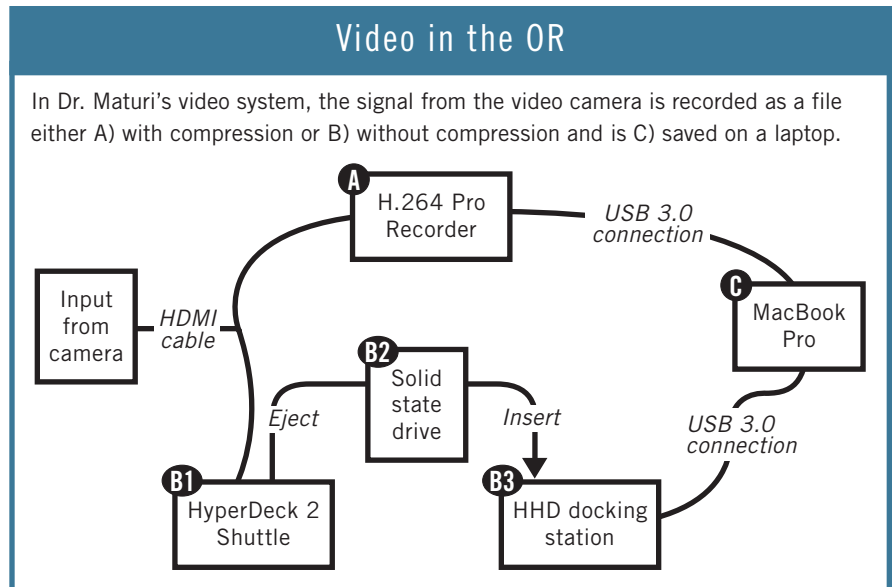 Video in the OR
In Dr. Maturi's video system, the signal from the video camera is recorded as a file
either A) with compression or B) without compression and is C) saved on a laptop.
A
H.264 Pro
Recorder
USB 3.0
connection
Input
from
camera
HDMI
cable
C
MacBook
Pro
B2
Solid
state
drive
Eject
Insert
USB 3.0
connection
B1
HyperDeck 2
Shuttle
B3
HHD docking
station